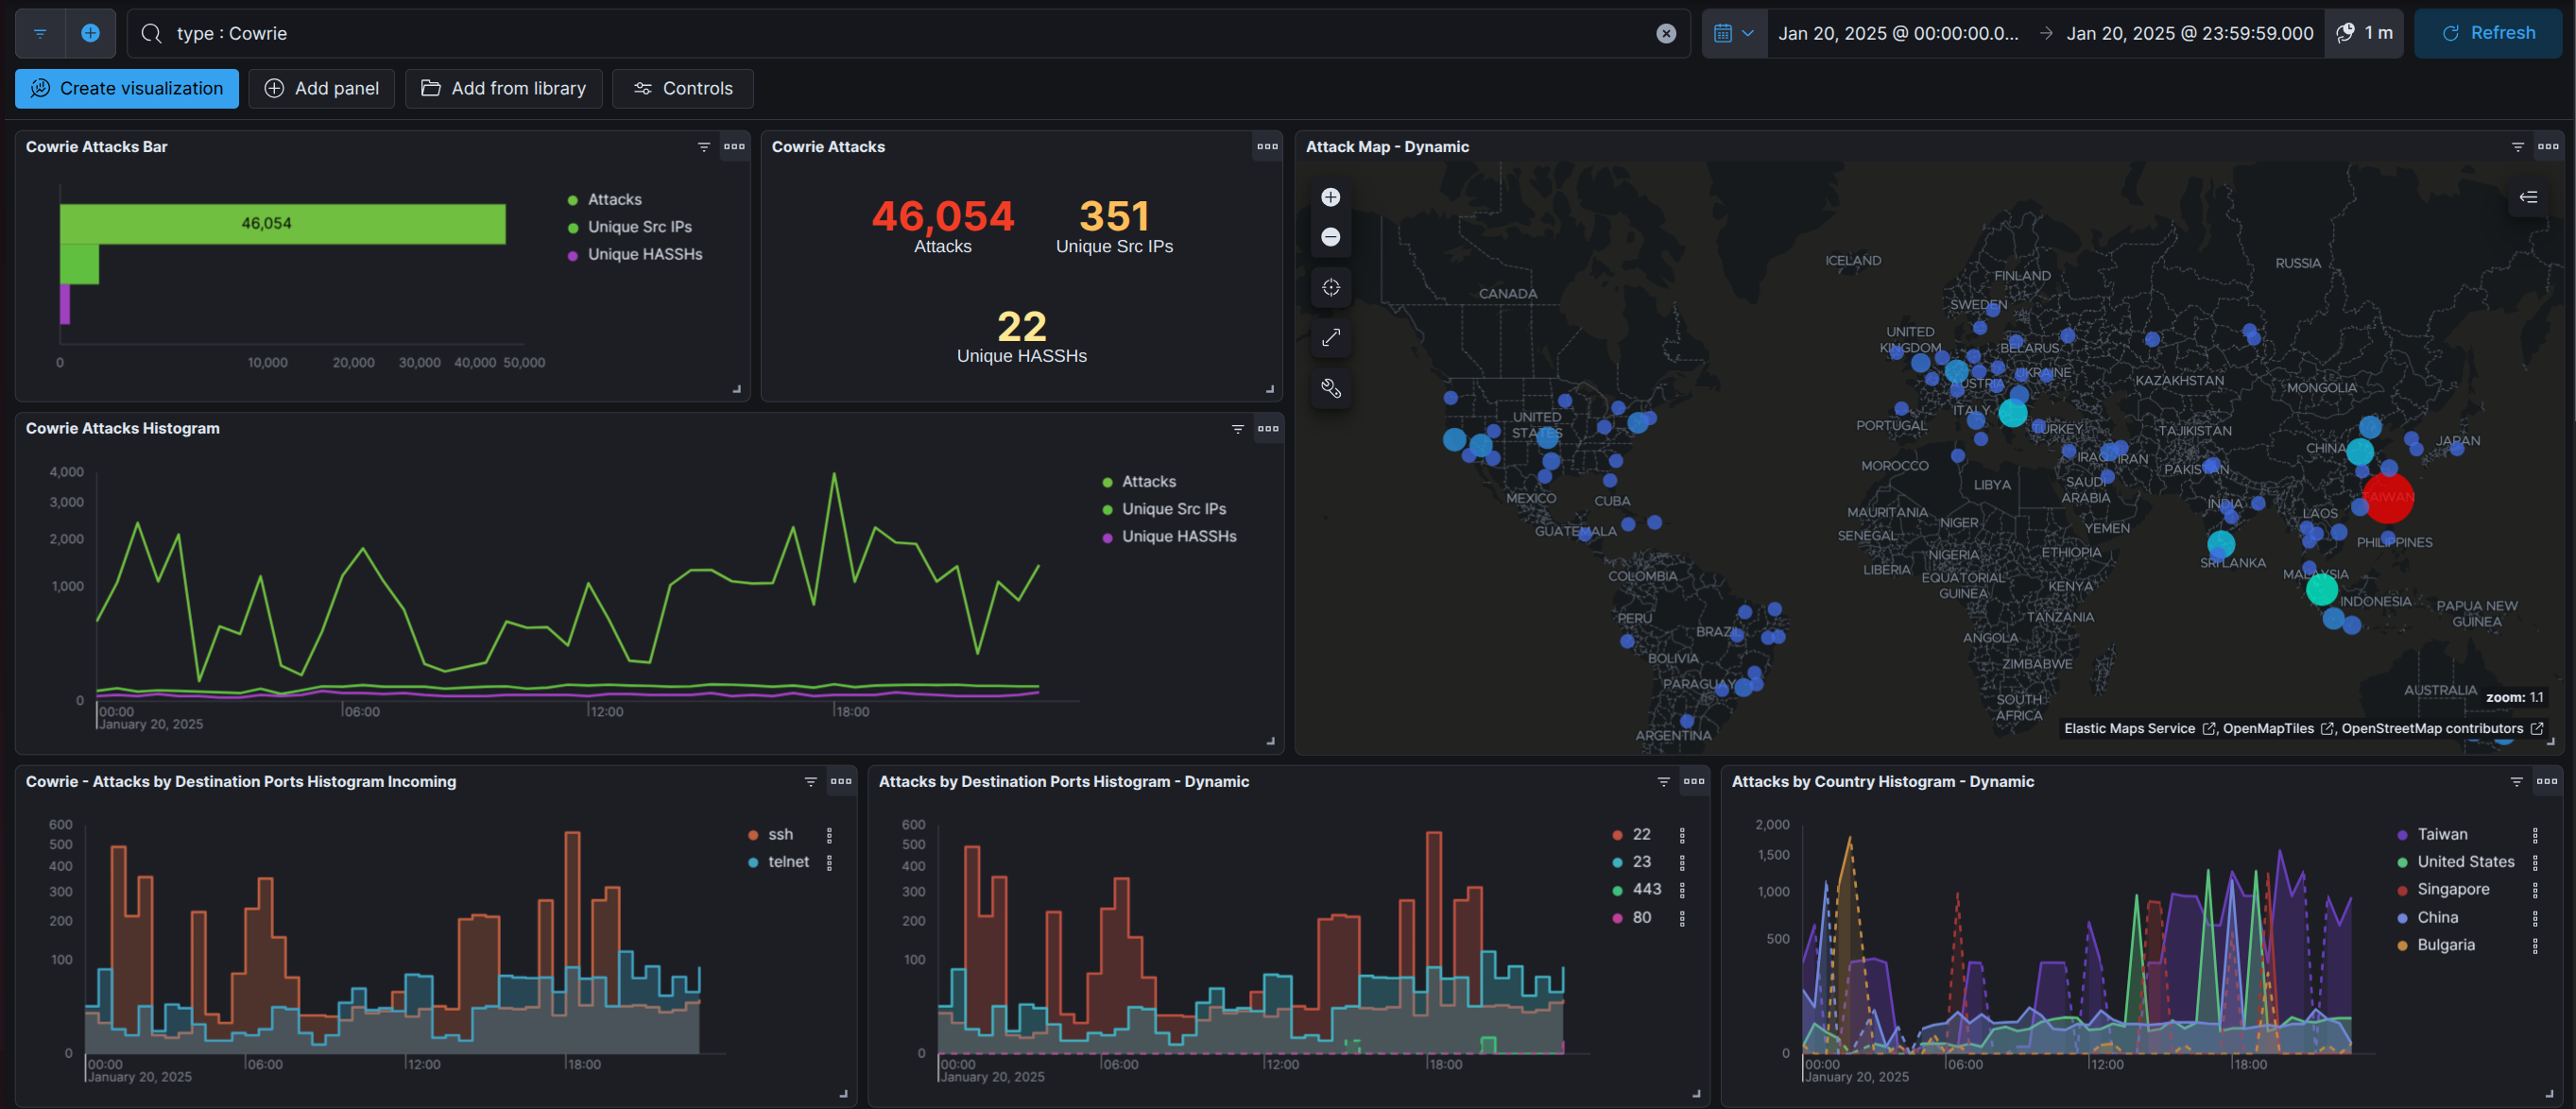 type : Cowrie
Jan 20, 2025 @ 00:00:00.0... → Jan 20, 2025 @ 23:59:59.000
1 m
Refresh
Create visualization
Add panel
Add from library
Controls
Cowrie Attacks Bar
46,054
0 10,000 20,000 30,000 40,000 50,000
Attacks
Unique Src IPs
Unique HASSHs
Cowrie Attacks
46,054
Attacks
351
Unique Src IPs
22
Unique HASSHs
Attack Map - Dynamic
ICELAND
RUSSIA
FINLAND
CANADA
SWEDEN
UNITED
KINGDOM
BELARUS
UKRAINE
KAZAKHSTAN
MONGOLIA
AUSTRIA
ITALY
UNITED
STATES
PORTUGAL
TURKEY
TAJIKISTAN
CHINA
JAPAN
IRAQ
IRAN
MOROCCO
PAKISTAN
LIBYA
SAUDI
ARABIA
MEXICO
CUBA
TAIWAN
INDIA
MAURITANIA
LAOS
NIGER
YEMEN
GUATEMALA
SENEGAL
PHILIPPINES
NIGERIA
ETHIOPIA
SRI LANKA
LIBERIA
COLOMBIA
EQUATORIAL
GUINEA
KENYA
MALAYSIA
INDONESIA
PAPUA NEW
GUINEA
PERU
TANZANIA
BRAZIL
ANGOLA
BOLIVIA
ZIMBABWE
PARAGUAY
SOUTH
AFRICA
AUSTRALIA
ARGENTINA
zoom: 1.1
Elastic Maps Service , OpenMapTiles , OpenStreetMap contributors
Cowrie Attacks Histogram
4,000
3,000
2,000
1,000
0
00:00 06:00 12:00 18:00
January 20, 2025
Attacks
Unique Src IPs
Unique HASSHs
Cowrie - Attacks by Destination Ports Histogram Incoming
600
500
400
300
200
100
0
00:00 06:00 12:00 18:00
January 20, 2025
ssh
telnet
Attacks by Destination Ports Histogram - Dynamic
600
500
400
300
200
100
0
00:00 06:00 12:00 18:00
January 20, 2025
22
23
443
80
Attacks by Country Histogram - Dynamic
2,000
1,500
1,000
500
0
00:00 06:00 12:00 18:00
January 20, 2025
Taiwan
United States
Singapore
China
Bulgaria